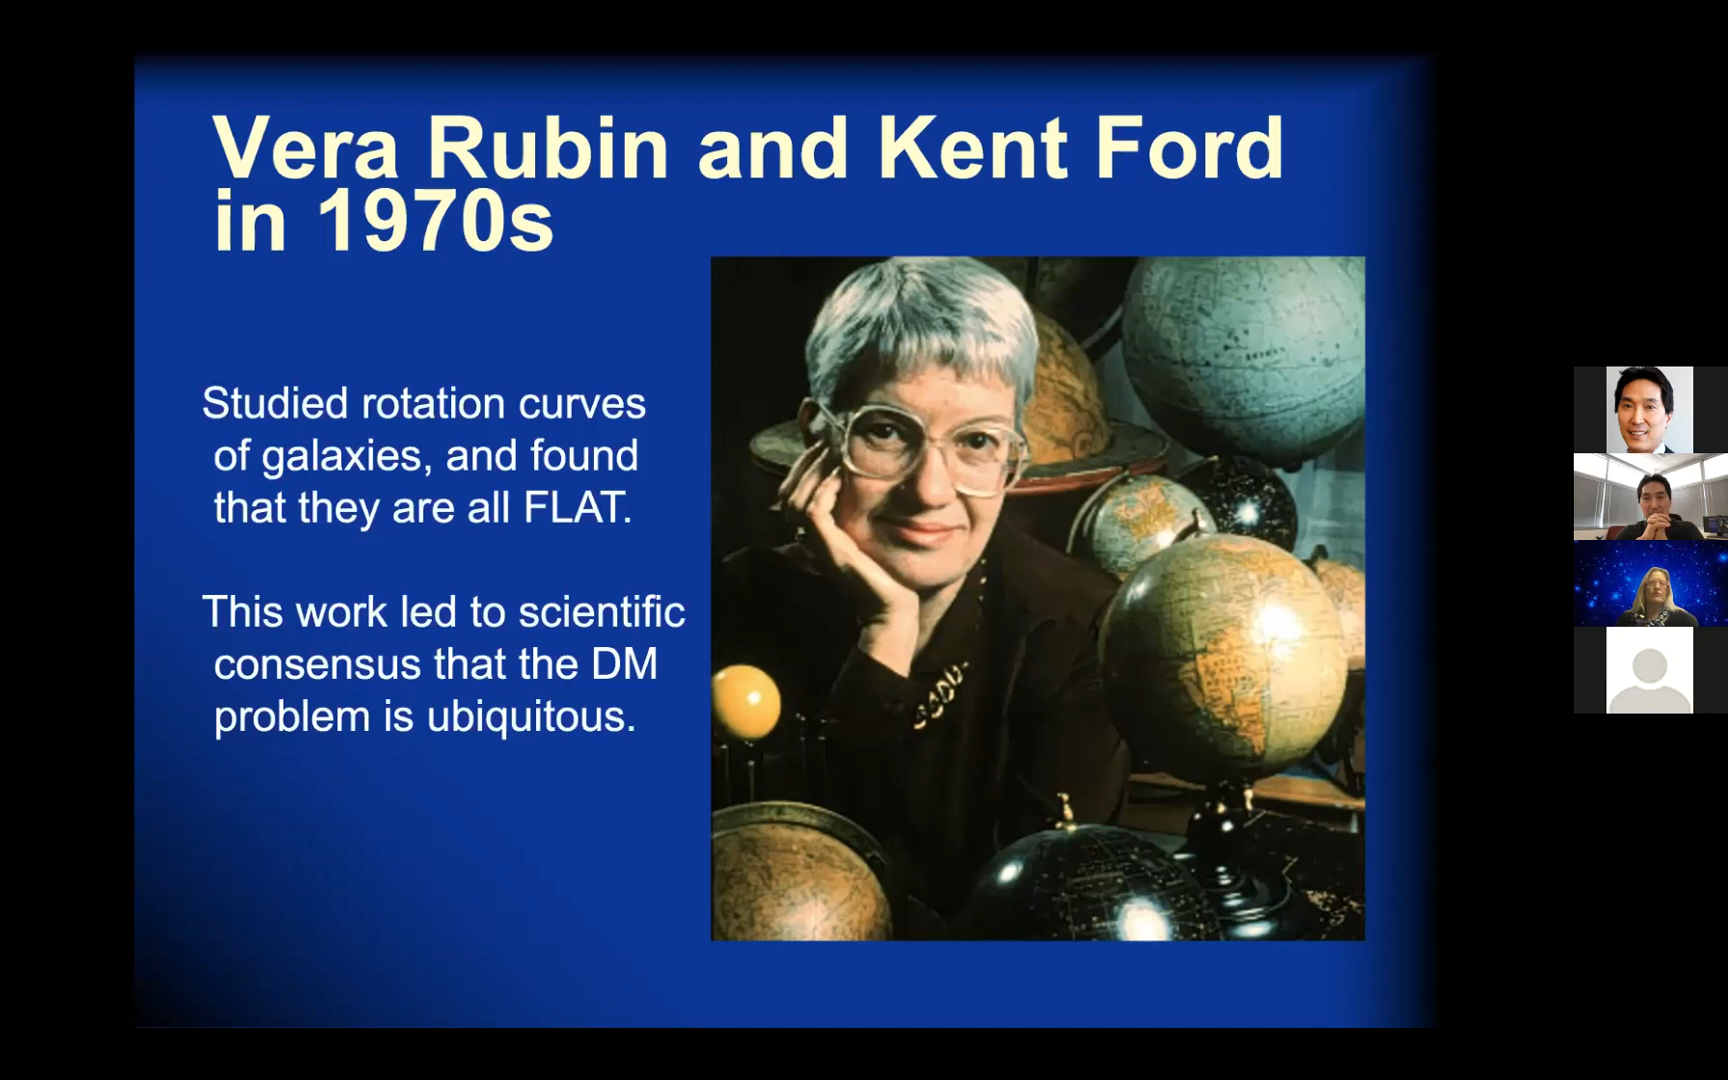 Vera Rubin and Kent Ford
in 1970s
Studied rotation curves
of galaxies, and found
that they are all FLAT.
This work led to scientific
consensus that the DM
problem is ubiquitous.